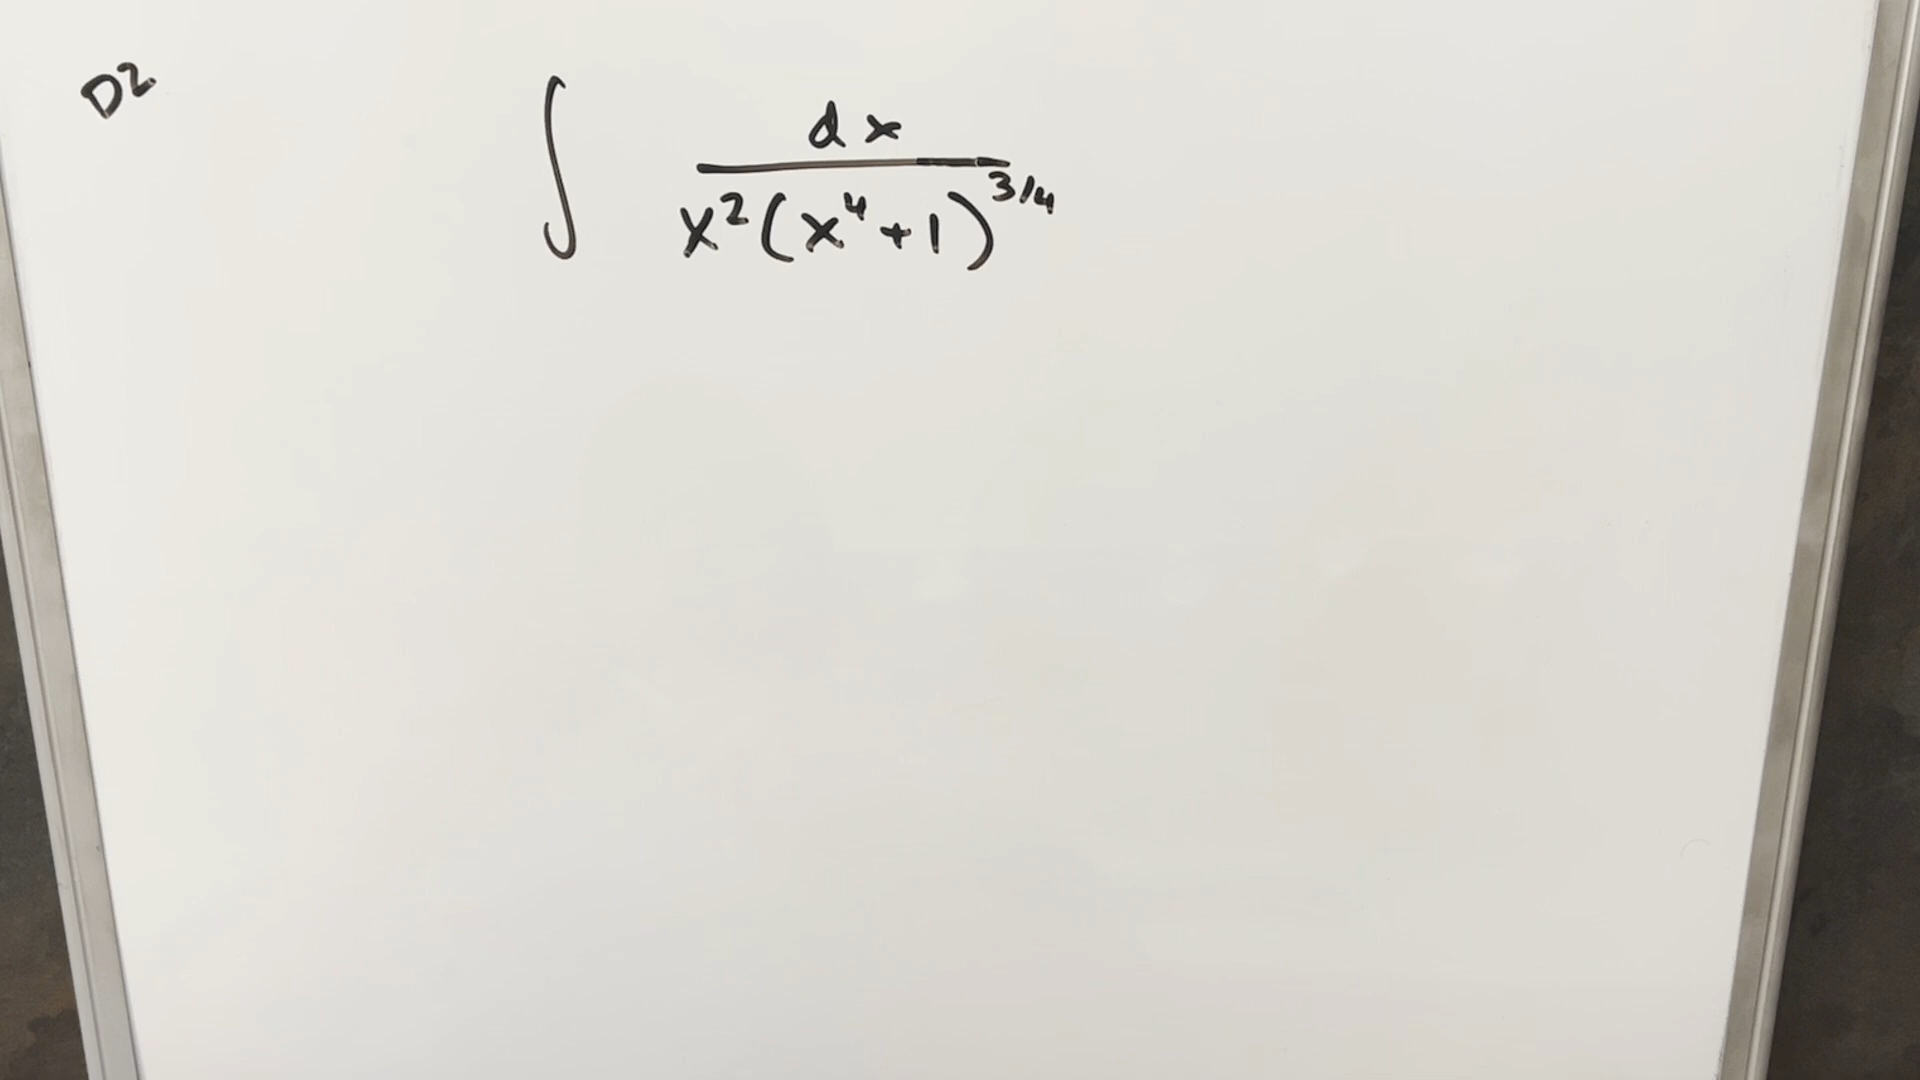 D2
∫ dx / x²(x⁴+1)^3/4